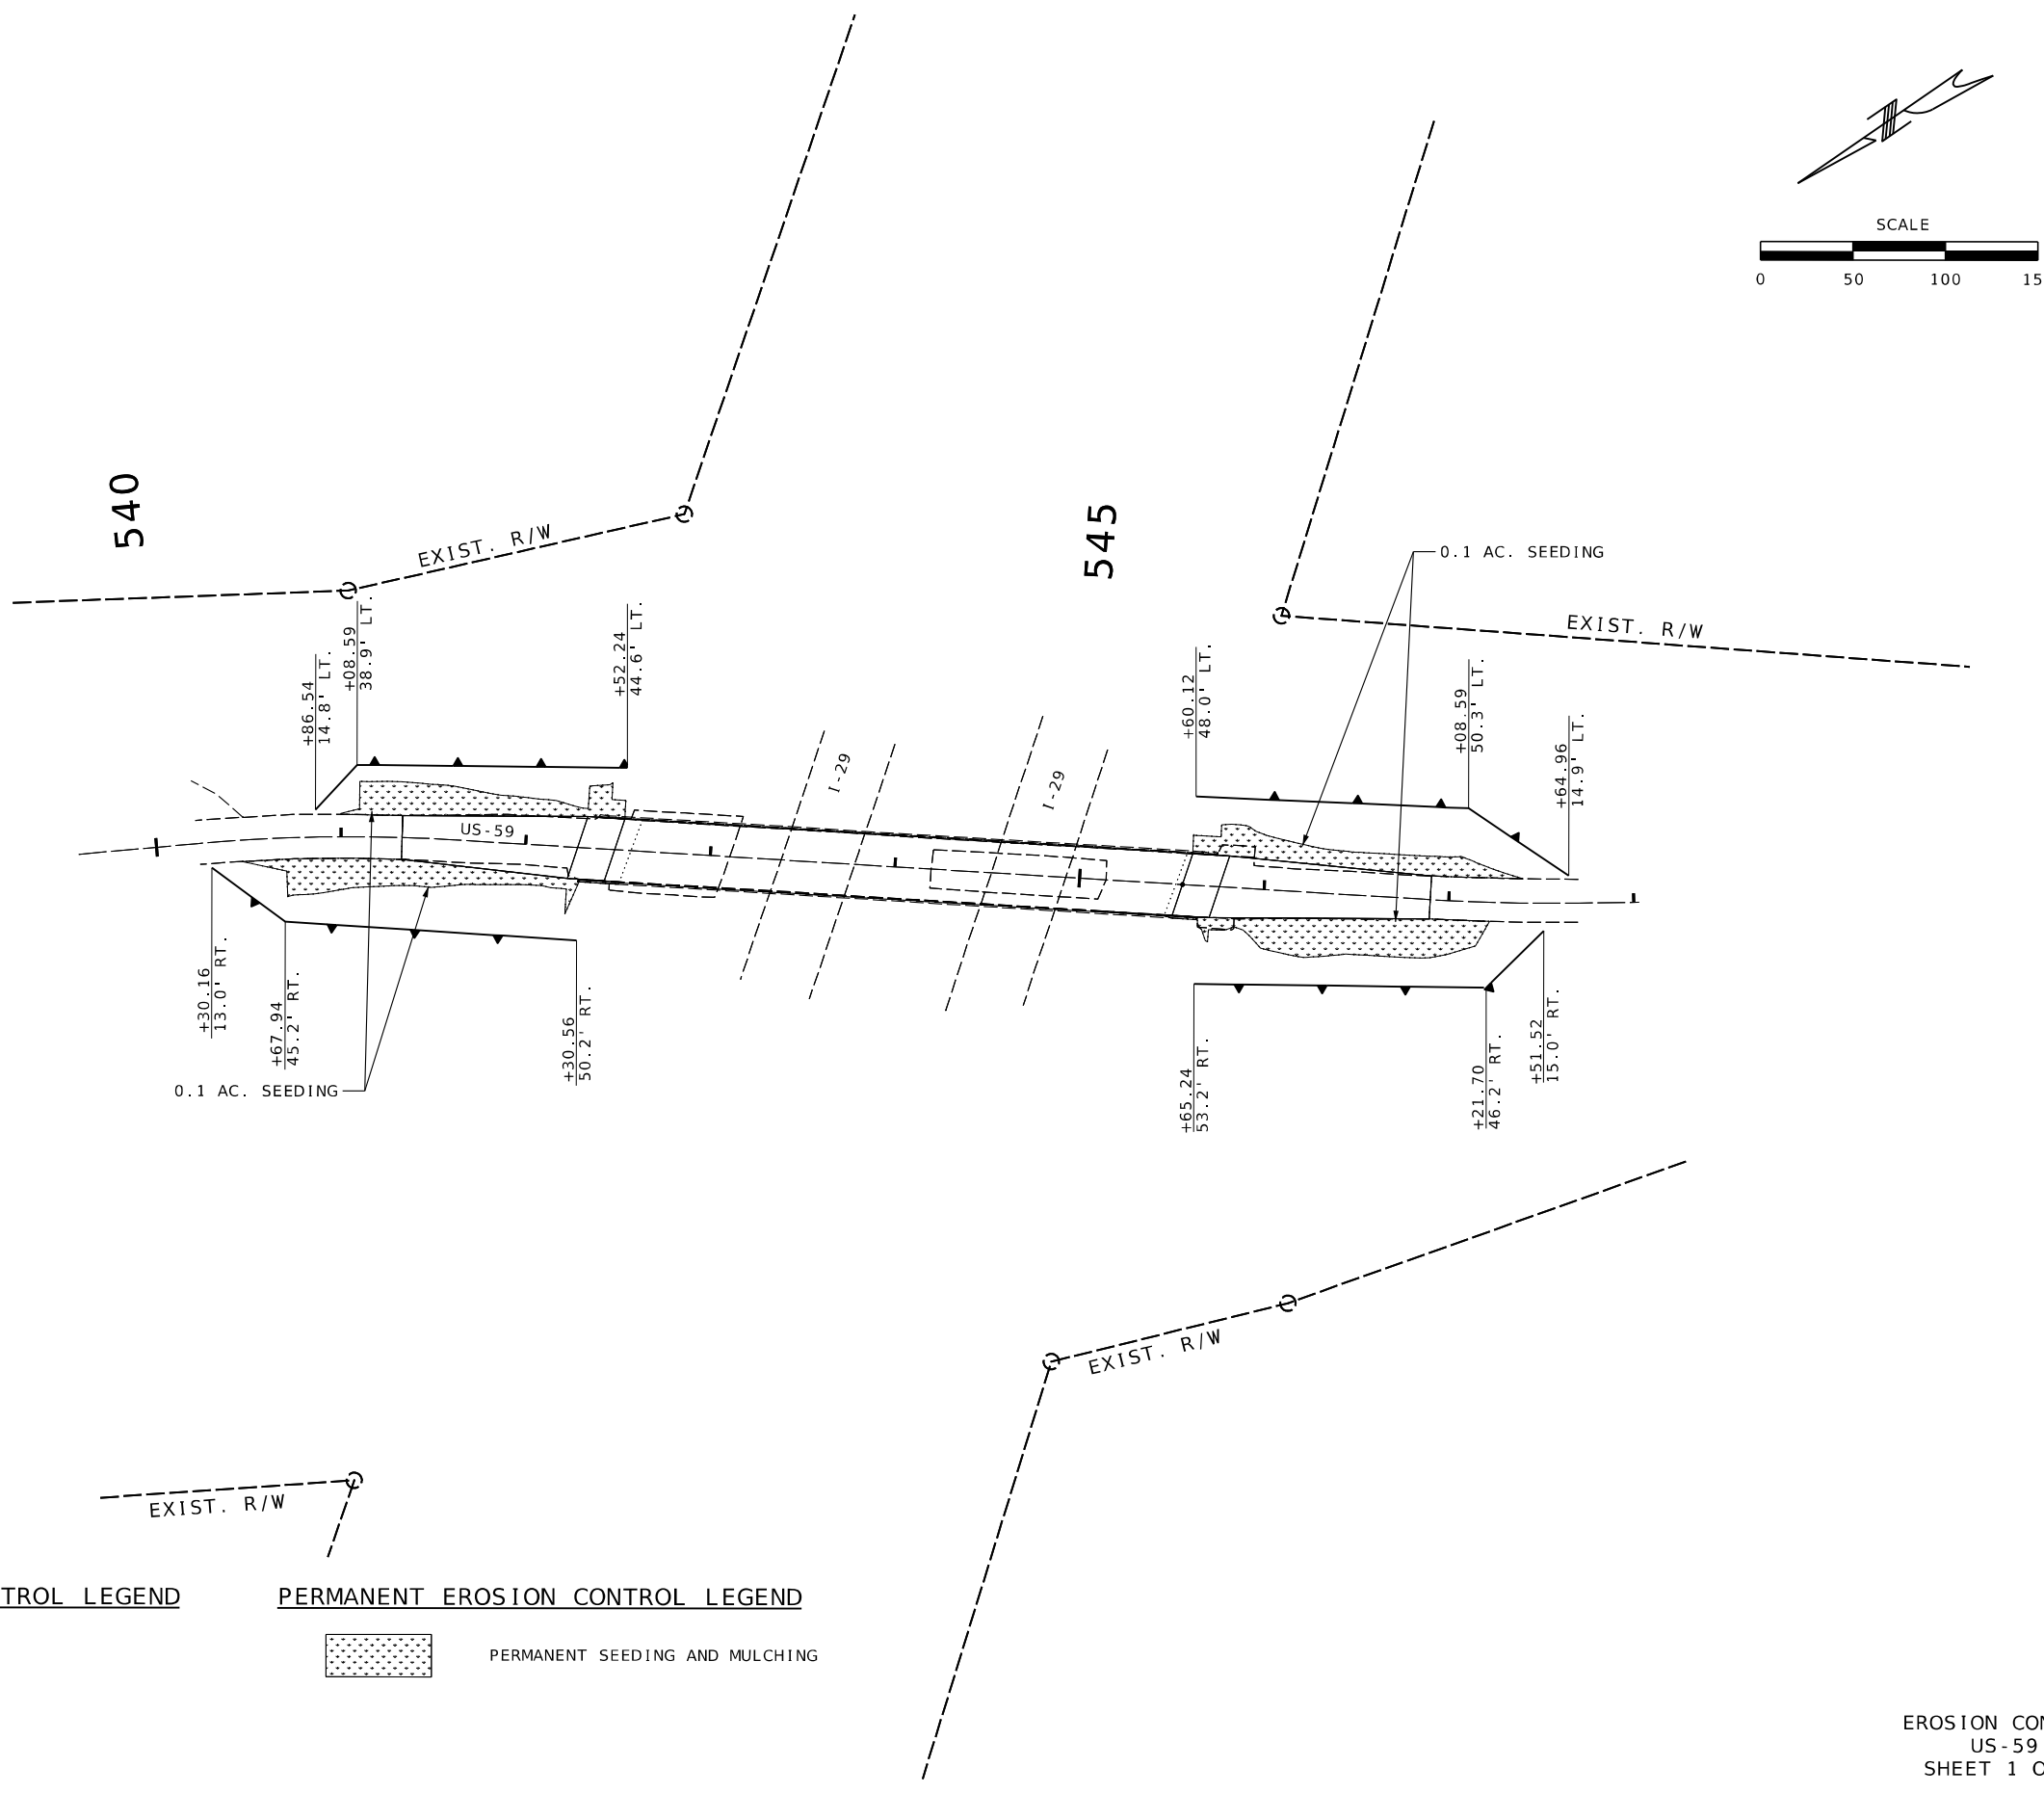 SCALE
0 50 100 15
540
545
EXIST. R/W
0.1 AC. SEEDING
EXIST. R/W
+86.54
14.8' LT.
+08.59
38.9' LT.
+52.24
44.6' LT.
+60.12
48.0' LT.
+08.59
50.3' LT.
+64.96
14.9' LT.
US-59
I-29
I-29
+30.16
13.0' RT.
+67.94
45.2' RT.
+30.56
50.2' RT.
+65.24
53.2' RT.
+21.70
46.2' RT.
+51.52
15.0' RT.
0.1 AC. SEEDING
EXIST. R/W
EXIST. R/W
TROL LEGEND
PERMANENT EROSION CONTROL LEGEND
PERMANENT SEEDING AND MULCHING
EROSION CON
US-59
SHEET 1 O